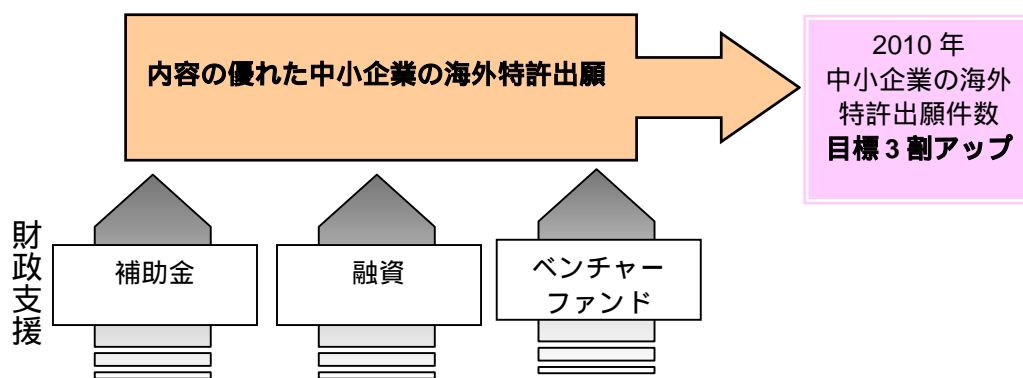 内容の優れた中小企業の海外特許出願
2010 年
中小企業の海外
特許出願件数
目標 3 割アップ
財政支援
補助金
融資
ベンチャー
ファンド